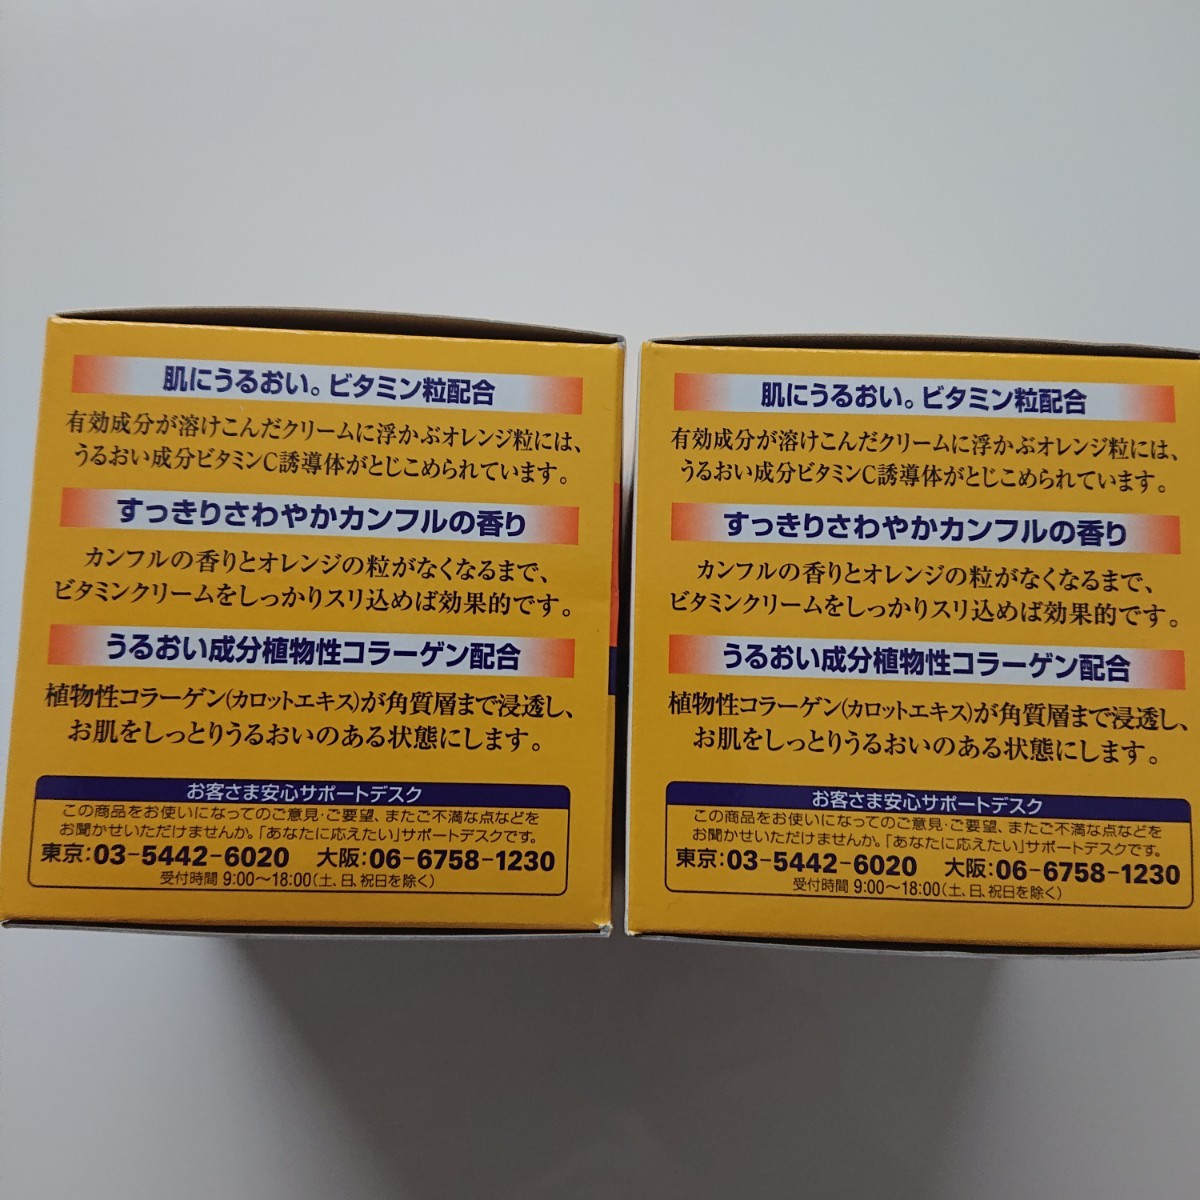 肌にうるおい。ビタミン粒配合
有効成分が溶けこんだクリームに浮かぶオレンジ粒には、
うるおい成分ビタミンC誘導体がとじこめられています。
すっきりさわやかカンフルの香り
カンフルの香りとオレンジの粒がなくなるまで、
ビタミンクリームをしっかりスリ込めば効果的です。
うるおい成分植物性コラーゲン配合
植物性コラーゲン(カロットエキス)が角質層まで浸透し、
お肌をしっとりうるおいのある状態にします。
お客さま安心サポートデスク
この商品をお使いになってのご意見・ご要望、またご不満な点などを
お聞かせいただけませんか。「あなたに応えたい」サポートデスクです。
東京:03-5442-6020 大阪:06-6758-1230
受付時間 9:00〜18:00(土、日、祝日を除く)
肌にうるおい。ビタミン粒配合
有効成分が溶けこんだクリームに浮かぶオレンジ粒には、
うるおい成分ビタミンC誘導体がとじこめられています。
すっきりさわやかカンフルの香り
カンフルの香りとオレンジの粒がなくなるまで、
ビタミンクリームをしっかりスリ込めば効果的です。
うるおい成分植物性コラーゲン配合
植物性コラーゲン(カロットエキス)が角質層まで浸透し、
お肌をしっとりうるおいのある状態にします。
お客さま安心サポートデスク
この商品をお使いになってのご意見・ご要望、またご不満な点などを
お聞かせいただけませんか。「あなたに応えたい」サポートデスクです。
東京:03-5442-6020 大阪:06-6758-1230
受付時間 9:00〜18:00(土、日、祝日を除く)